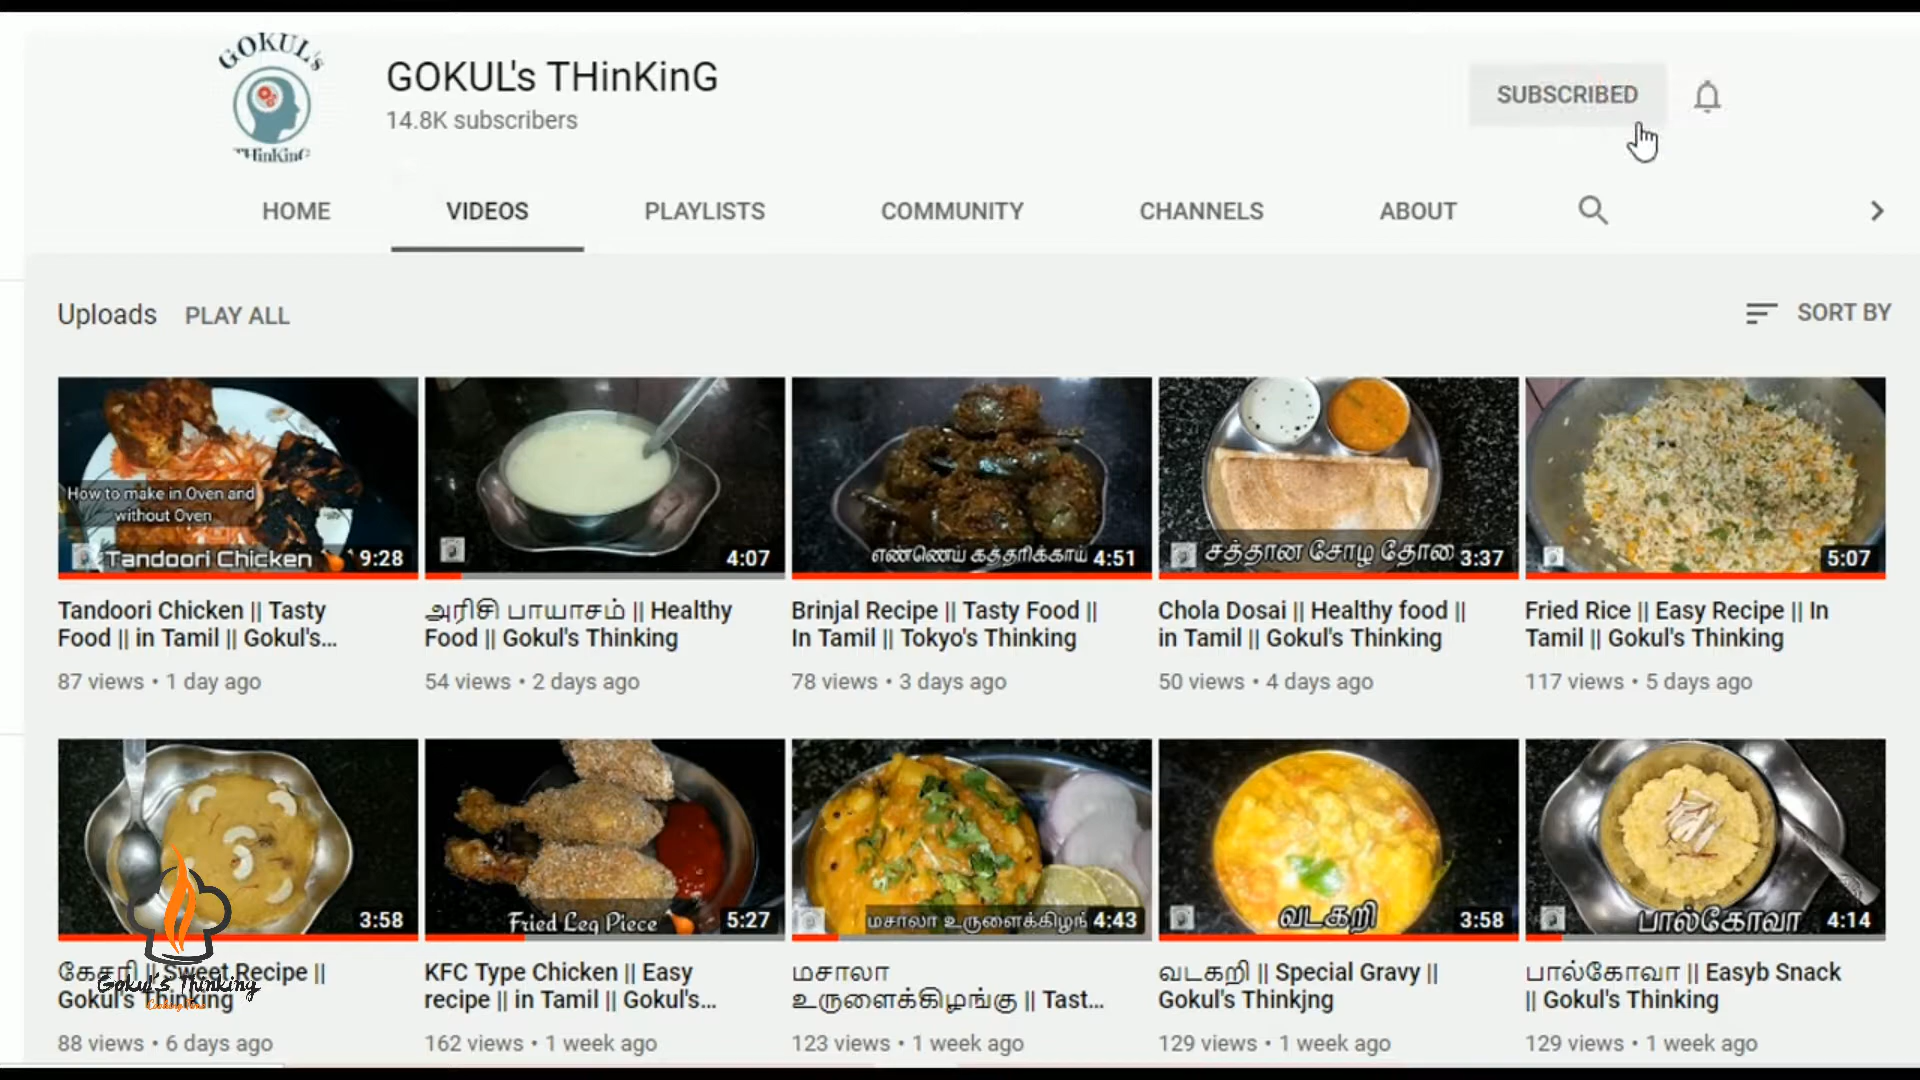 GOKUL's
THinKinG
GOKUL's THinKinG
14.8K subscribers
SUBSCRIBED
HOME VIDEOS PLAYLISTS COMMUNITY CHANNELS ABOUT
Uploads PLAY ALL
SORT BY
How to make in Oven and
without Oven
Tandoori Chicken 9:28
4:07
எண்ணெய் கத்தரிக்காய் 4:51
சத்தான சோழ தோசை 3:37
5:07
Tandoori Chicken || Tasty
Food || in Tamil || Gokul's...
87 views • 1 day ago
அரிசி பாயாசம் || Healthy
Food || Gokul's Thinking
54 views • 2 days ago
Brinjal Recipe || Tasty Food ||
In Tamil || Tokyo's Thinking
78 views • 3 days ago
Chola Dosai || Healthy food ||
in Tamil || Gokul's Thinking
50 views • 4 days ago
Fried Rice || Easy Recipe || In
Tamil || Gokul's Thinking
117 views • 5 days ago
3:58
Fried Leg Piece 5:27
மசாலா உருளைக்கிழங் 4:43
வடகறி 3:58
பால்கோவா 4:14
கேசரி || Sweet Recipe ||
Gokul's Thinking
88 views • 6 days ago
Gokul's Thinking
KFC Type Chicken || Easy
recipe || in Tamil || Gokul's...
162 views • 1 week ago
மசாலா
உருளைக்கிழங்கு || Tast...
123 views • 1 week ago
வடகறி || Special Gravy ||
Gokul's Thinkjng
129 views • 1 week ago
பால்கோவா || Easyb Snack
|| Gokul's Thinking
129 views • 1 week ago